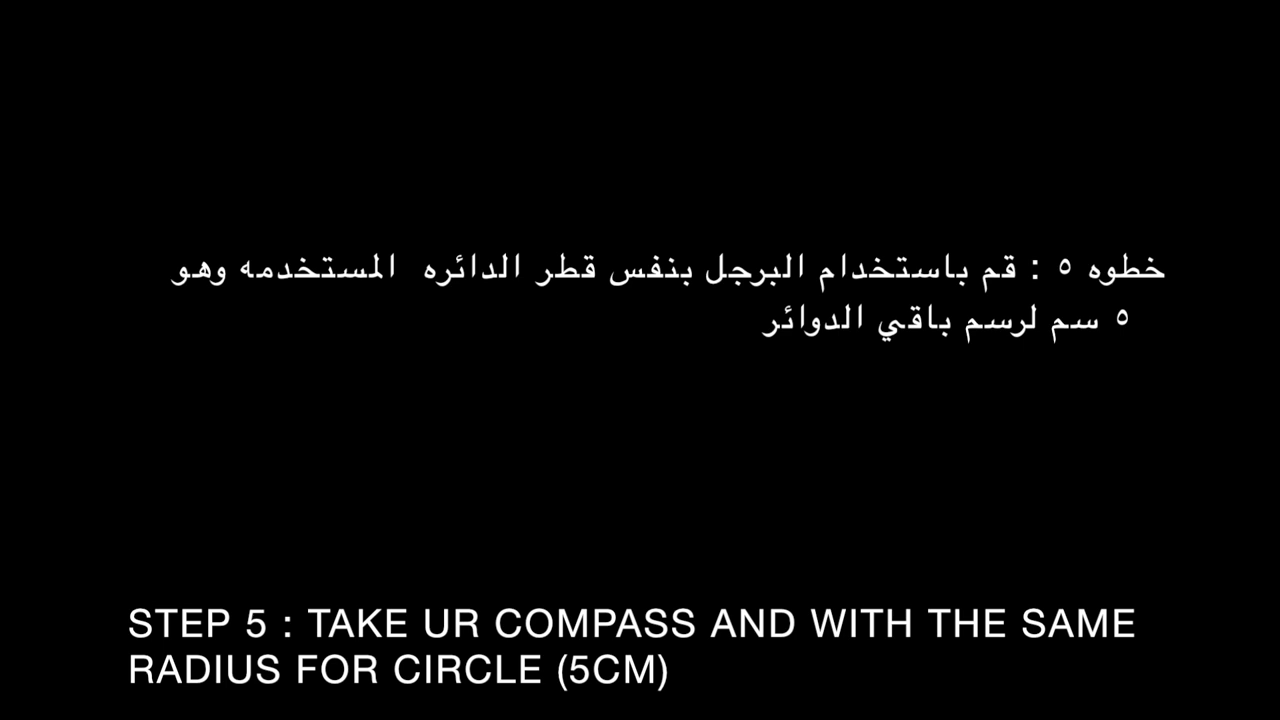 خطوه ٥ : قم باستخدام البرجل بنفس قطر الدائره المستخدمه وهو
٥ سم لرسم باقي الدوائر
STEP 5 : TAKE UR COMPASS AND WITH THE SAME
RADIUS FOR CIRCLE (5CM)